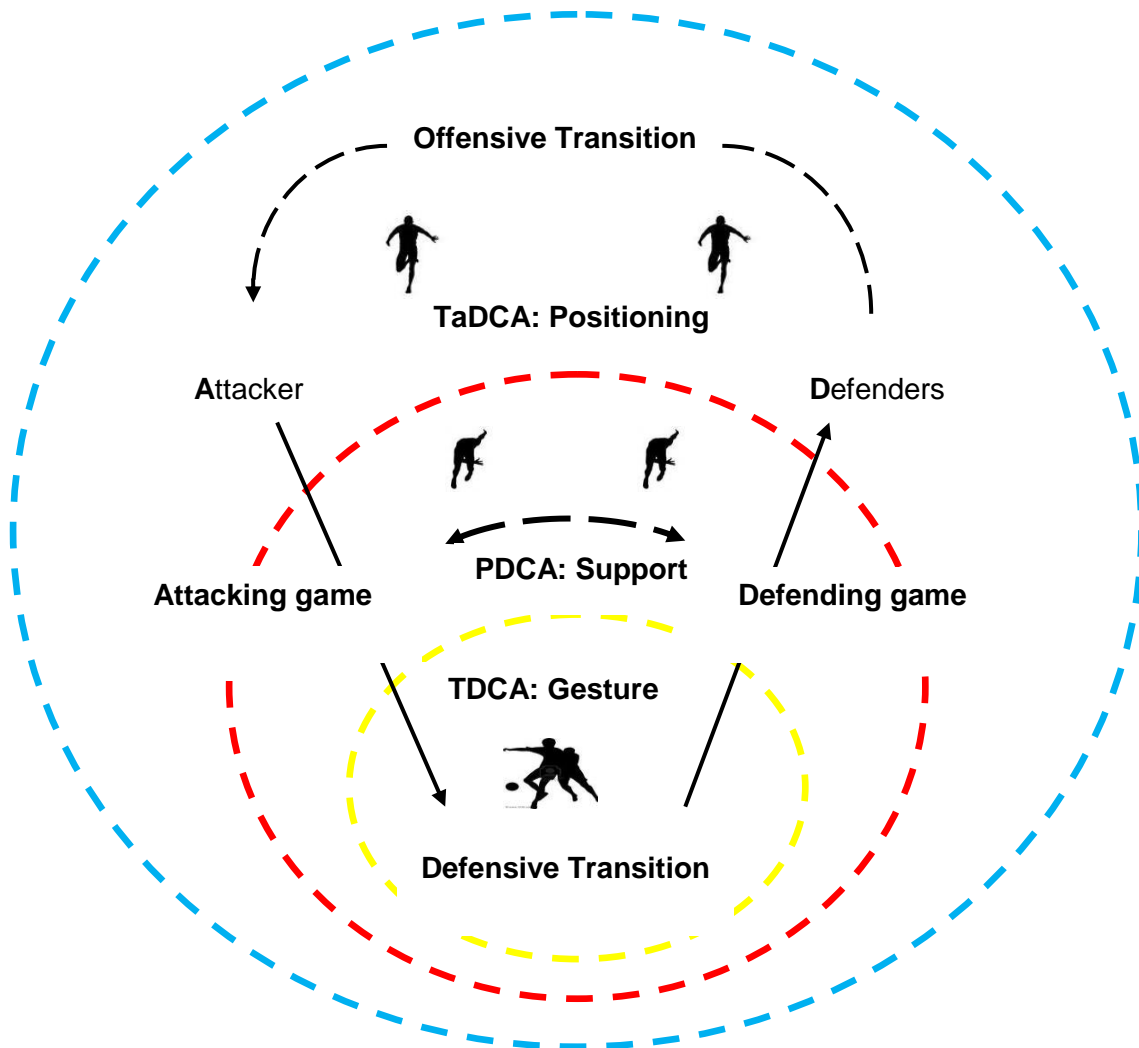 Offensive Transition
TaDCA: Positioning
Attacker
Defenders
PDCA: Support
Attacking game
Defending game
TDCA: Gesture
Defensive Transition